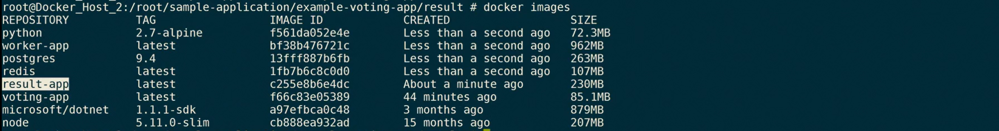 root@Docker_Host_2:/root/sample-application/example-voting-app/result # docker images
REPOSITORY TAG IMAGE ID CREATED SIZE
python 2.7-alpine f561da052e4e Less than a second ago 72.3MB
worker-app latest bf38b476721c Less than a second ago 962MB
postgres 9.4 13fff887b6fb Less than a second ago 263MB
redis latest 1fb7b6c8c0d0 Less than a second ago 107MB
result-app latest c255e8b6e4dc About a minute ago 230MB
voting-app latest f66c83e05389 44 minutes ago 85.1MB
microsoft/dotnet 1.1.1-sdk a97efbca0c48 3 months ago 879MB
node 5.11.0-slim cb888ea932ad 15 months ago 207MB